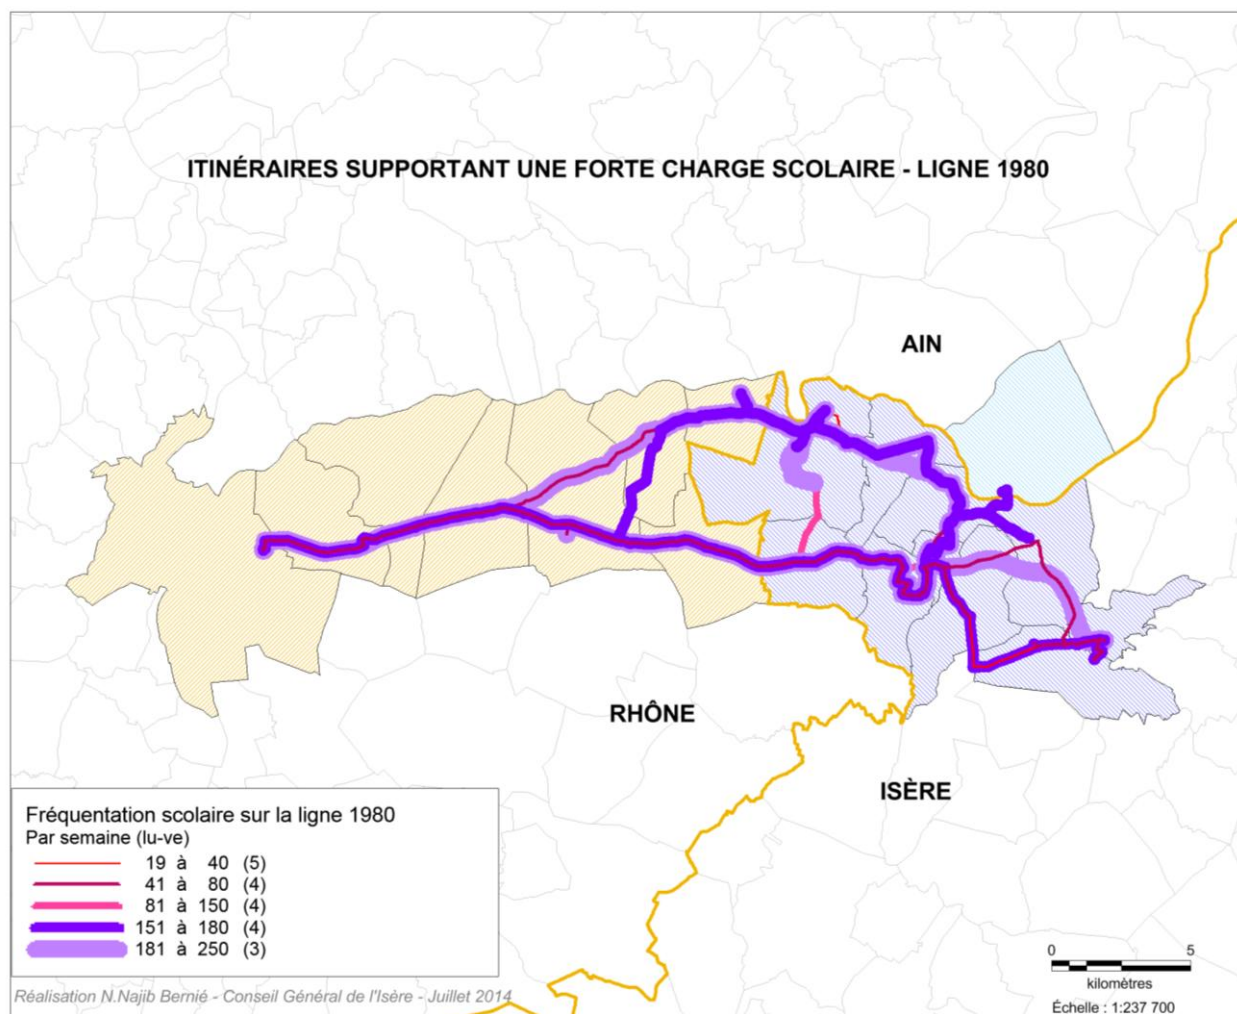 ITINÉRAIRES SUPPORTANT UNE FORTE CHARGE SCOLAIRE - LIGNE 1980
AIN
RHÔNE
ISÈRE
Fréquentation scolaire sur la ligne 1980
Par semaine (lu-ve)
19 à 40 (5)
41 à 80 (4)
81 à 150 (4)
151 à 180 (4)
181 à 250 (3)
0 5
kilomètres
Échelle : 1:237 700
Réalisation N.Najib Bernié - Conseil Général de l'Isère - Juillet 2014